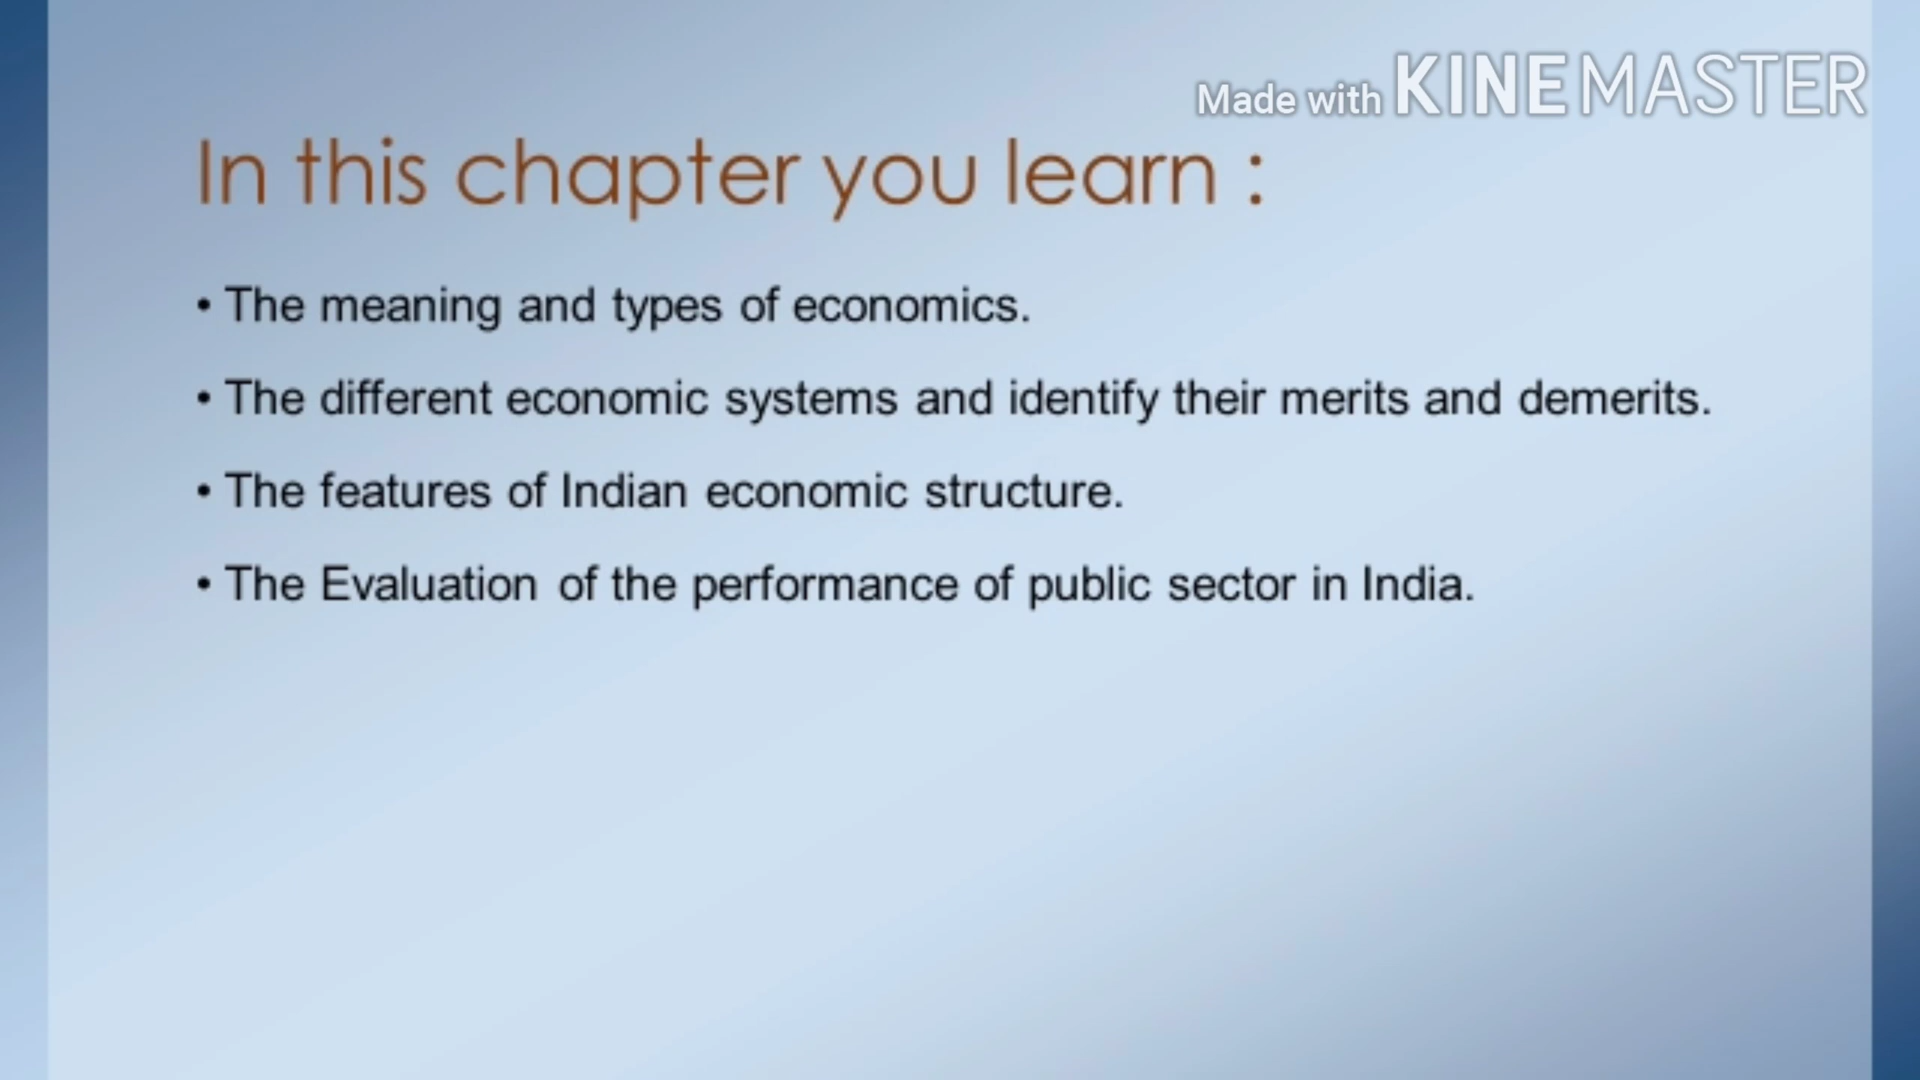 Made with KINEMASTER
In this chapter you learn :
• The meaning and types of economics.
• The different economic systems and identify their merits and demerits.
• The features of Indian economic structure.
• The Evaluation of the performance of public sector in India.